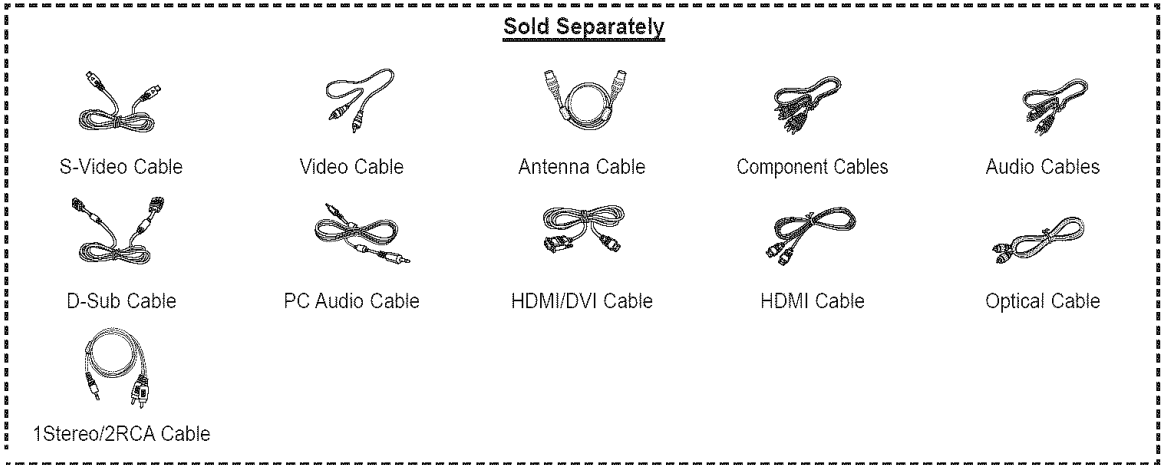 Sold Separately
S-Video Cable
Video Cable
Antenna Cable
Component Cables
Audio Cables
D-Sub Cable
PC Audio Cable
HDMI/DVI Cable
HDMI Cable
Optical Cable
1Stereo/2RCA Cable